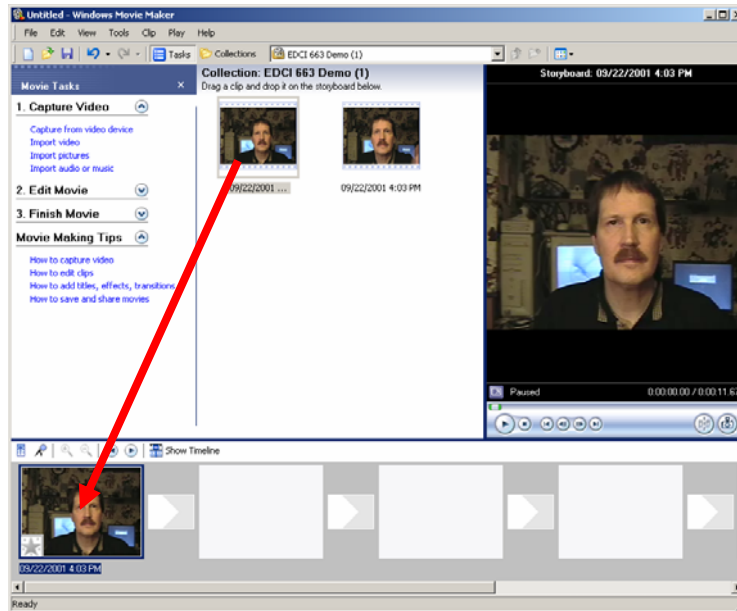 Untitled - Windows Movie Maker
File Edit View Tools Clip Play Help
Tasks Collections EDCI 663 Demo (1)
Movie Tasks
1. Capture Video
Capture from video device
Import video
Import pictures
Import audio or music
2. Edit Movie
3. Finish Movie
Movie Making Tips
How to capture video
How to edit clips
How to add titles, effects, transitions
How to save and share movies
Collection: EDCI 663 Demo (1)
Drag a clip and drop it on the storyboard below.
09/22/2001 ...
09/22/2001 4:03 PM
Storyboard: 09/22/2001 4:03 PM
Paused 0:00:00.00 / 0:00:11.67
Show Timeline
09/22/2001 4:03 PM
Ready